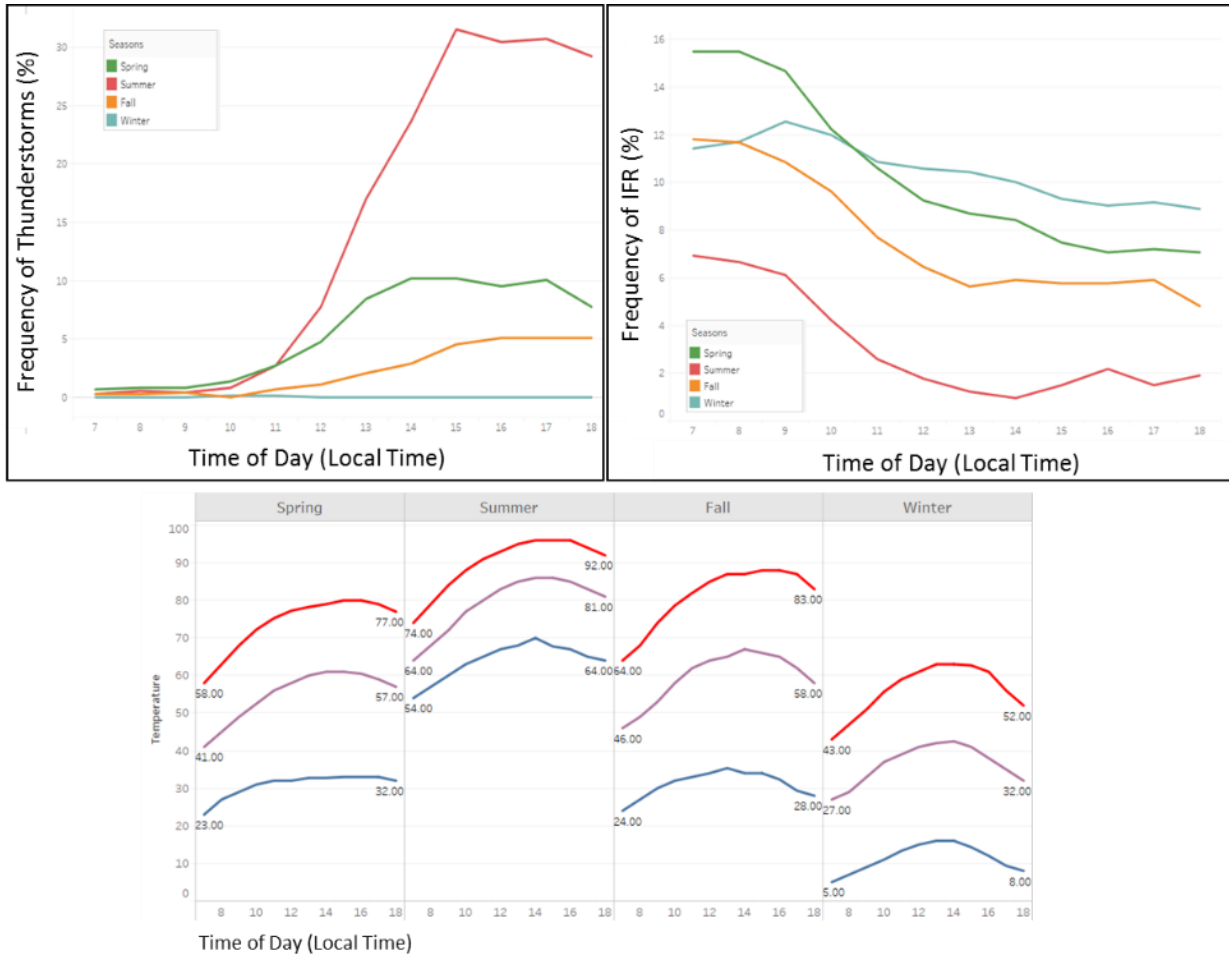 Frequency of Thunderstorms (%)
30
25
20
15
10
5
0
Seasons
Spring
Summer
Fall
Winter
7 8 9 10 11 12 13 14 15 16 17 18
Time of Day (Local Time)
Frequency of IFR (%)
16
14
12
10
8
6
4
2
0
Seasons
Spring
Summer
Fall
Winter
7 8 9 10 11 12 13 14 15 16 17 18
Time of Day (Local Time)
Spring Summer Fall Winter
Temperature
100
90
80
70
60
50
40
30
20
10
0
58.00 77.00
41.00 57.00
23.00 32.00
74.00 92.00
64.00 81.00
54.00 64.00
64.00 83.00
46.00 58.00
24.00 28.00
43.00 52.00
27.00 32.00
5.00 8.00
8 10 12 14 16 18 8 10 12 14 16 18 8 10 12 14 16 18 8 10 12 14 16 18
Time of Day (Local Time)